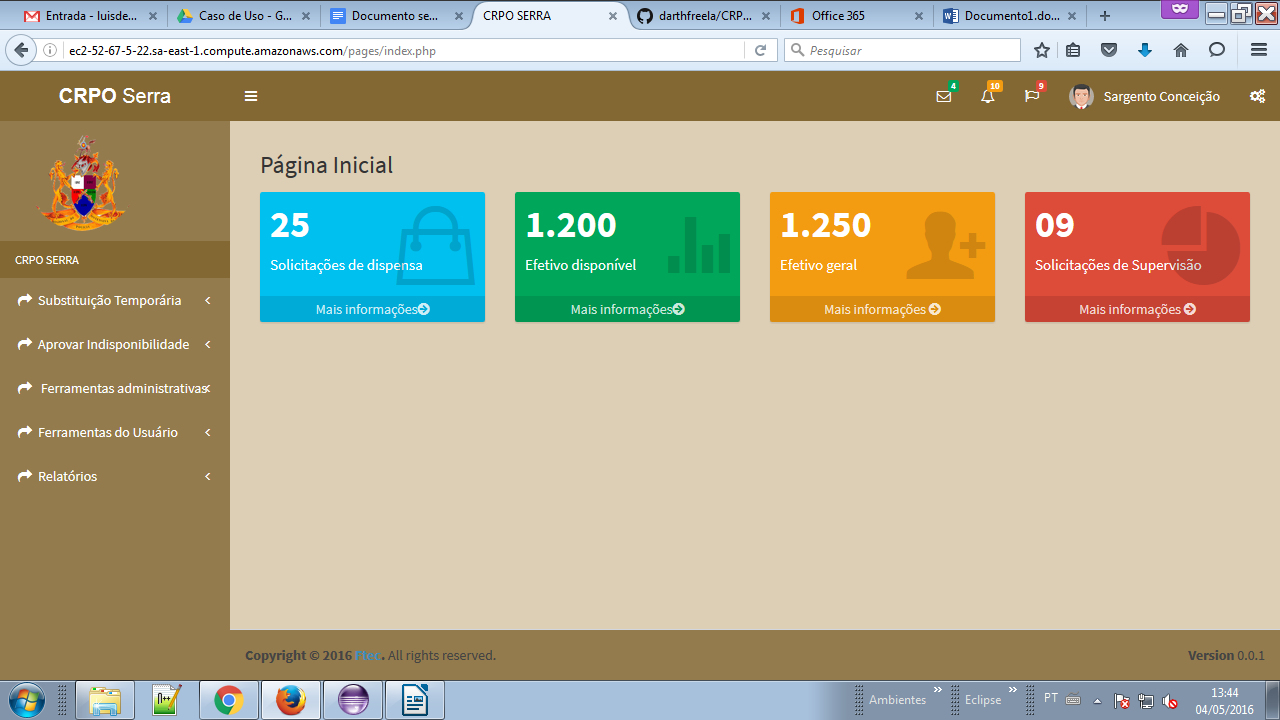 Entrada - luisde...
Caso de Uso - G...
Documento se...
CRPO SERRA
darthfreela/CRP...
Office 365
Documento1.do...
ec2-52-67-5-22.sa-east-1.compute.amazonaws.com/pages/index.php
Pesquisar
CRPO Serra
4
10
9
Sargento Conceição
CRPO SERRA
Substituição Temporária
Aprovar Indisponibilidade
Ferramentas administrativas
Ferramentas do Usuário
Relatórios
Página Inicial
25
Solicitações de dispensa
Mais informações
1.200
Efetivo disponível
Mais informações
1.250
Efetivo geral
Mais informações
09
Solicitações de Supervisão
Mais informações
Copyright © 2016 Ftec. All rights reserved.
Version 0.0.1
Ambientes
Eclipse
PT
13:44
04/05/2016